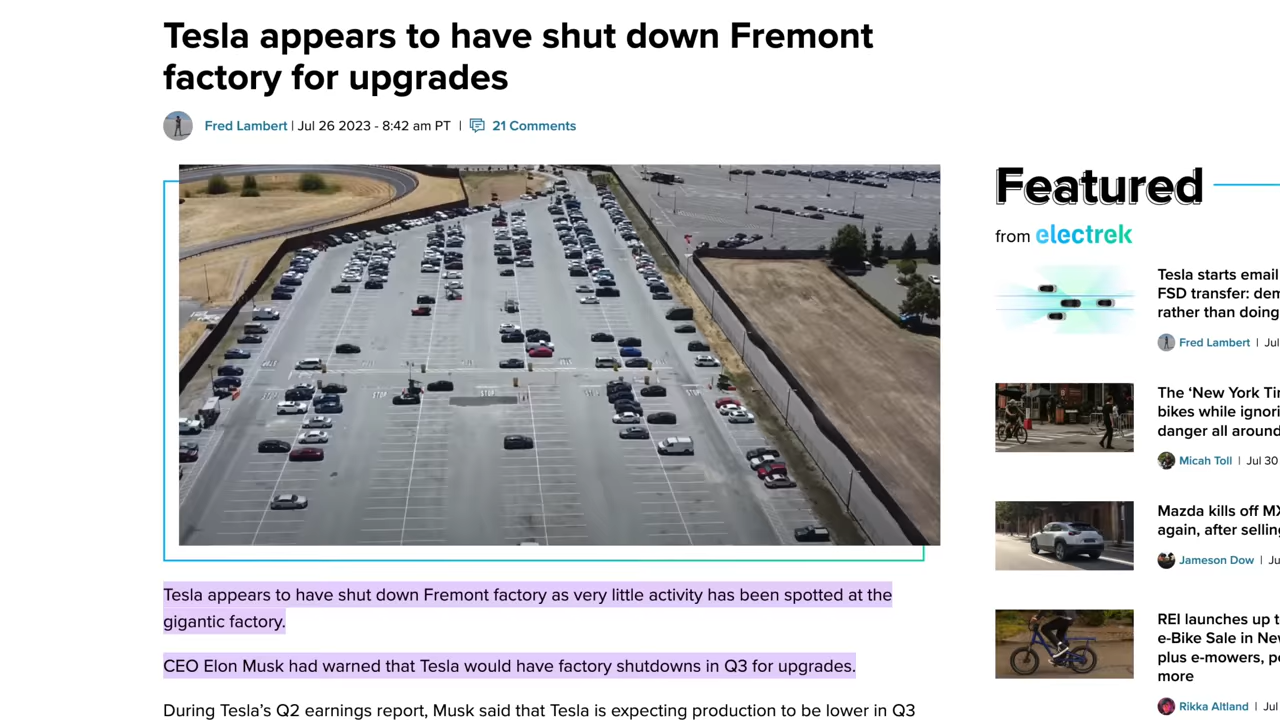 Tesla appears to have shut down Fremont
factory for upgrades
Fred Lambert | Jul 26 2023 - 8:42 am PT | 21 Comments
STOP
STOP
STOP
Featured
from electrek
Tesla starts email
FSD transfer: dem
rather than doing
Fred Lambert | Jul
The ‘New York Tir
bikes while ignori
danger all around
Micah Toll | Jul 30
Mazda kills off MX
again, after selling
Jameson Dow | Ju
REI launches up t
e-Bike Sale in Nev
plus e-mowers, po
more
Rikka Altland | Jul
Tesla appears to have shut down Fremont factory as very little activity has been spotted at the
gigantic factory.
CEO Elon Musk had warned that Tesla would have factory shutdowns in Q3 for upgrades.
During Tesla’s Q2 earnings report, Musk said that Tesla is expecting production to be lower in Q3